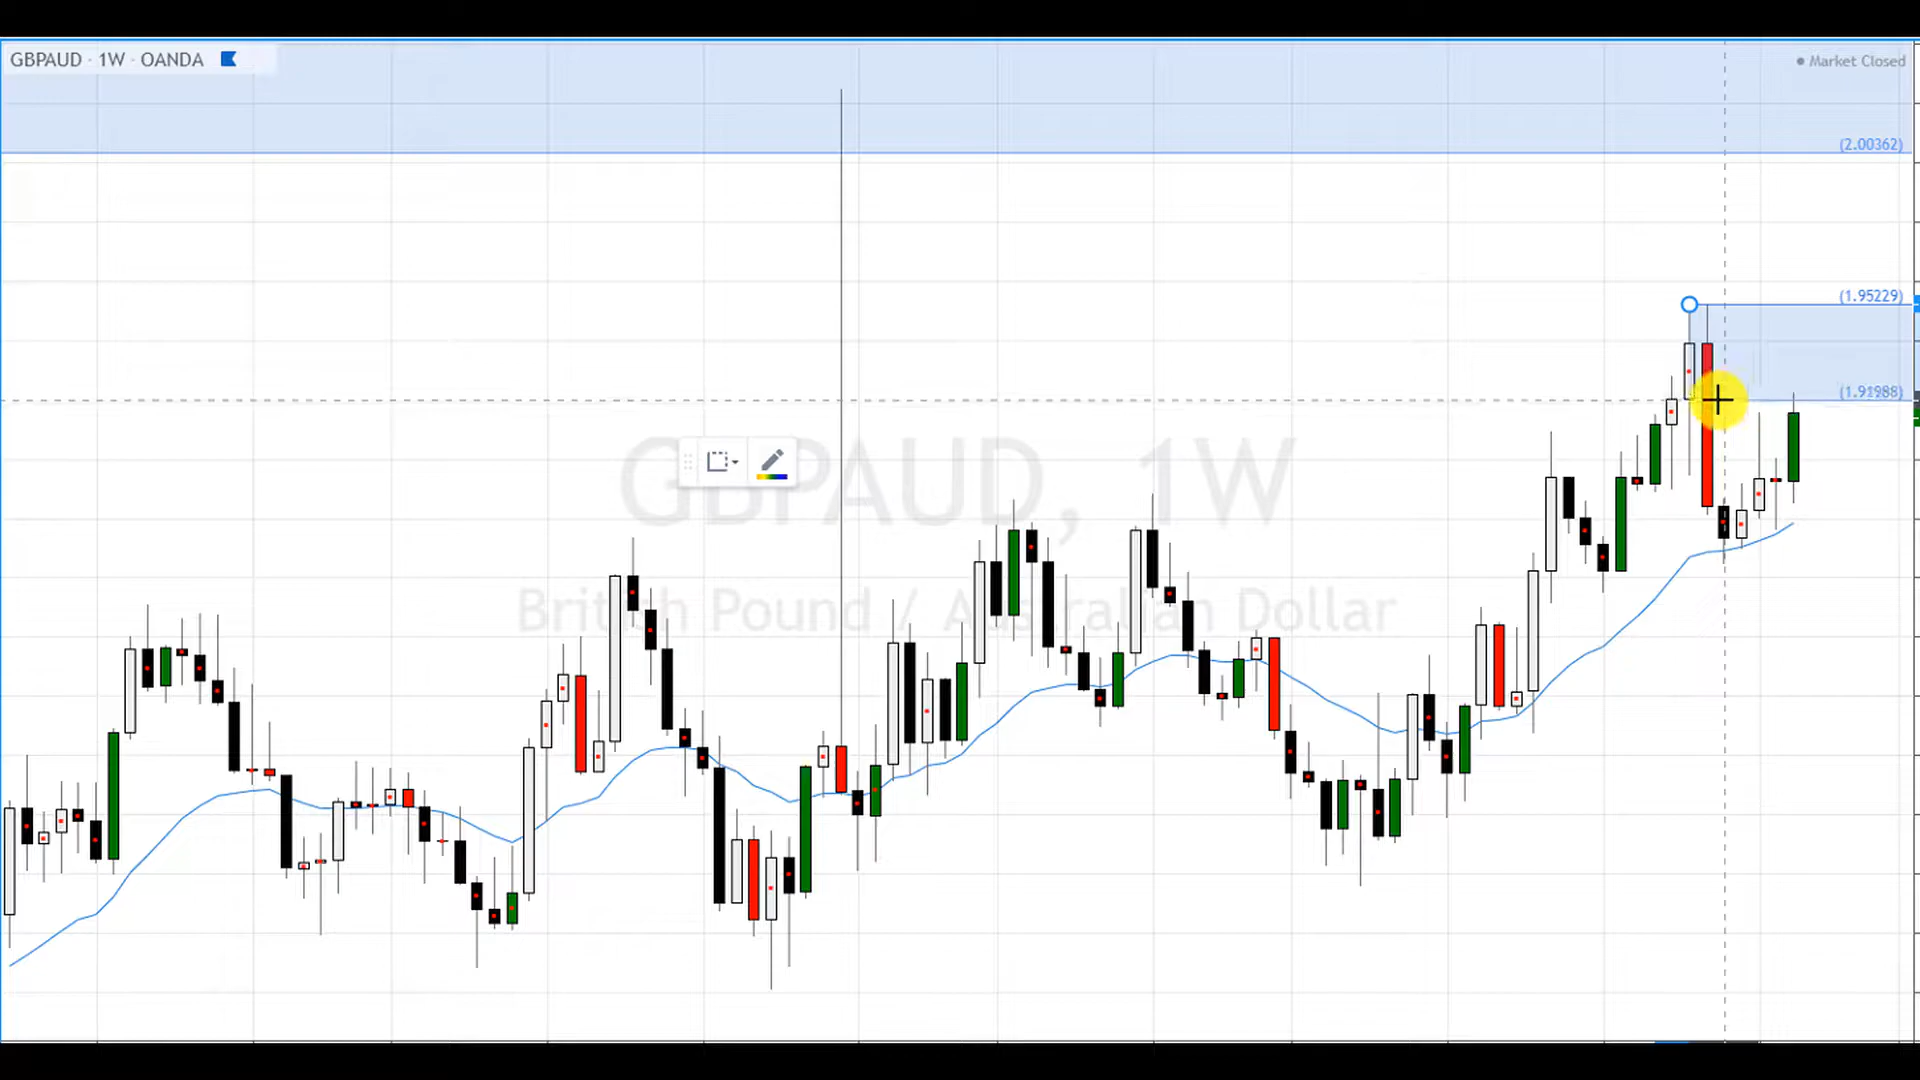 GBPAUD · 1W · OANDA
Market Closed
(2.00362)
(1.95229)
(1.91988)
GBPAUD, 1W
British Pound / Australian Dollar